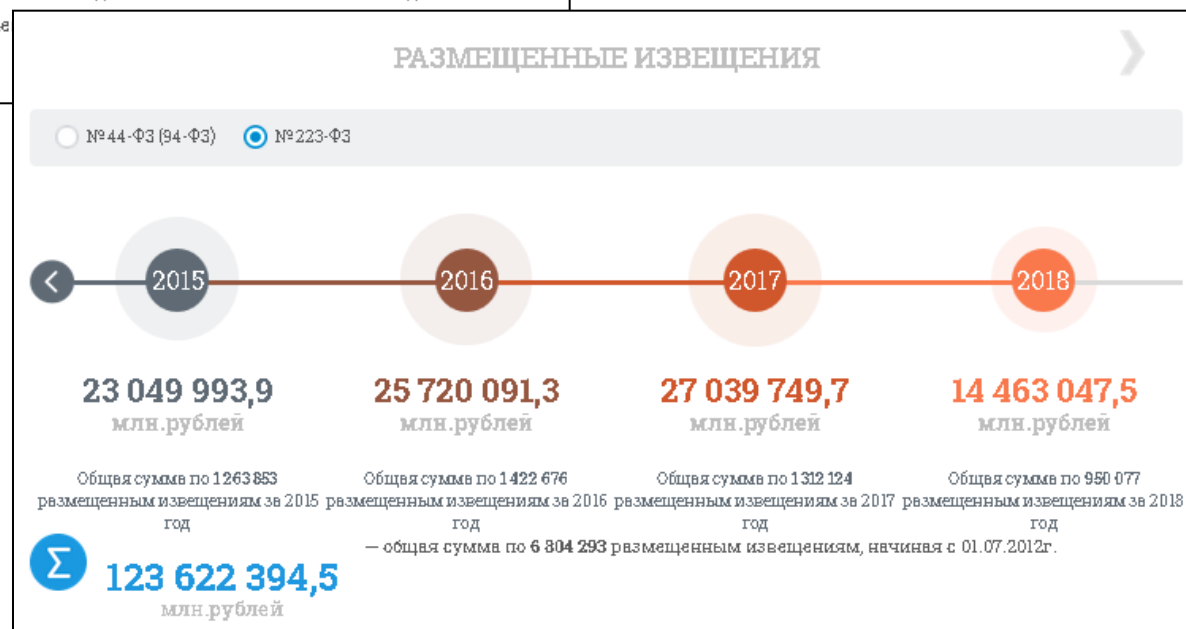 РАЗМЕЩЕННЫЕ ИЗВЕЩЕНИЯ
№44-ФЗ (94-ФЗ) №223-ФЗ
2015 2016 2017 2018
23 049 993,9 25 720 091,3 27 039 749,7 14 463 047,5
млн.рублей млн.рублей млн.рублей млн.рублей
Общая сумма по 1 263 853 Общая сумма по 1 422 676 Общая сумма по 1 312 124 Общая сумма по 950 077
размещенным извещениям за 2015 размещенным извещениям за 2016 размещенным извещениям за 2017 размещенным извещениям за 2018
год год год год
— общая сумма по 6 804 293 размещенным извещениям, начиная с 01.07.2012г.
Σ 123 622 394,5
млн.рублей